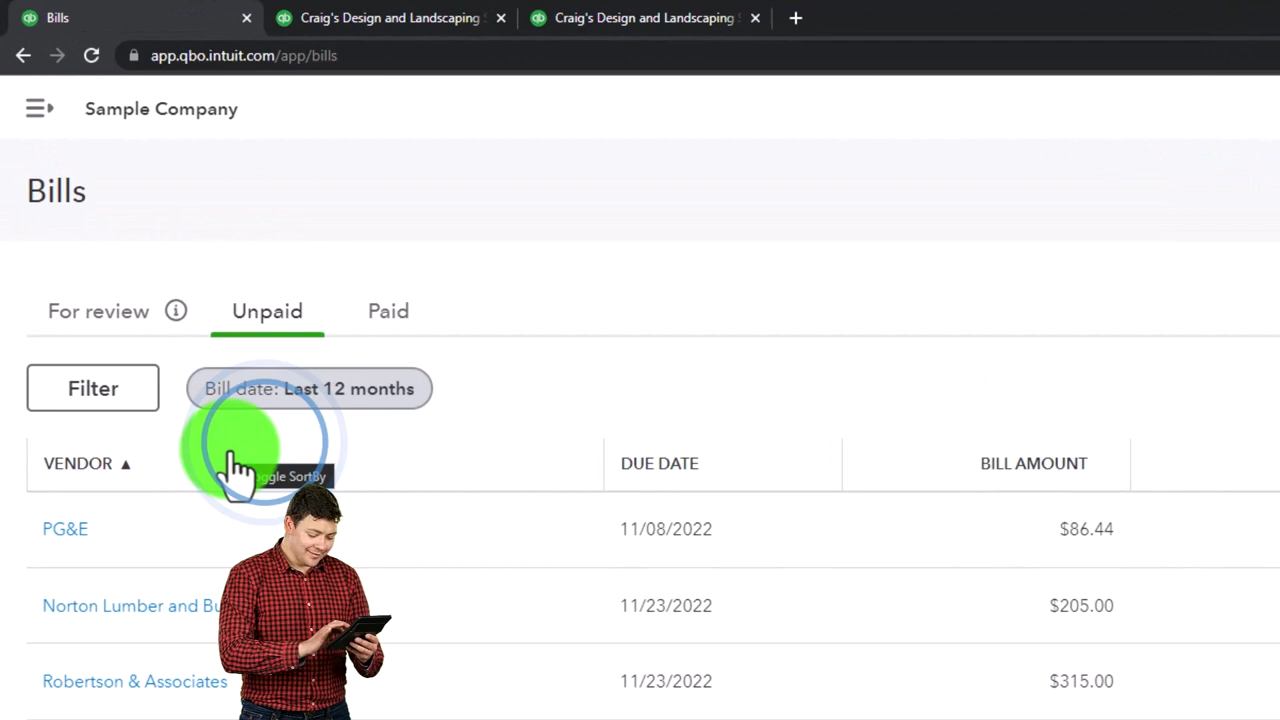 Bills
Craig's Design and Landscaping
Craig's Design and Landscaping
app.qbo.intuit.com/app/bills
Sample Company
Bills
For review
Unpaid
Paid
Filter
Bill date: Last 12 months
VENDOR ▲
DUE DATE
BILL AMOUNT
SortBy
PG&E
11/08/2022
$86.44
Norton Lumber and
11/23/2022
$205.00
Robertson & Associates
11/23/2022
$315.00